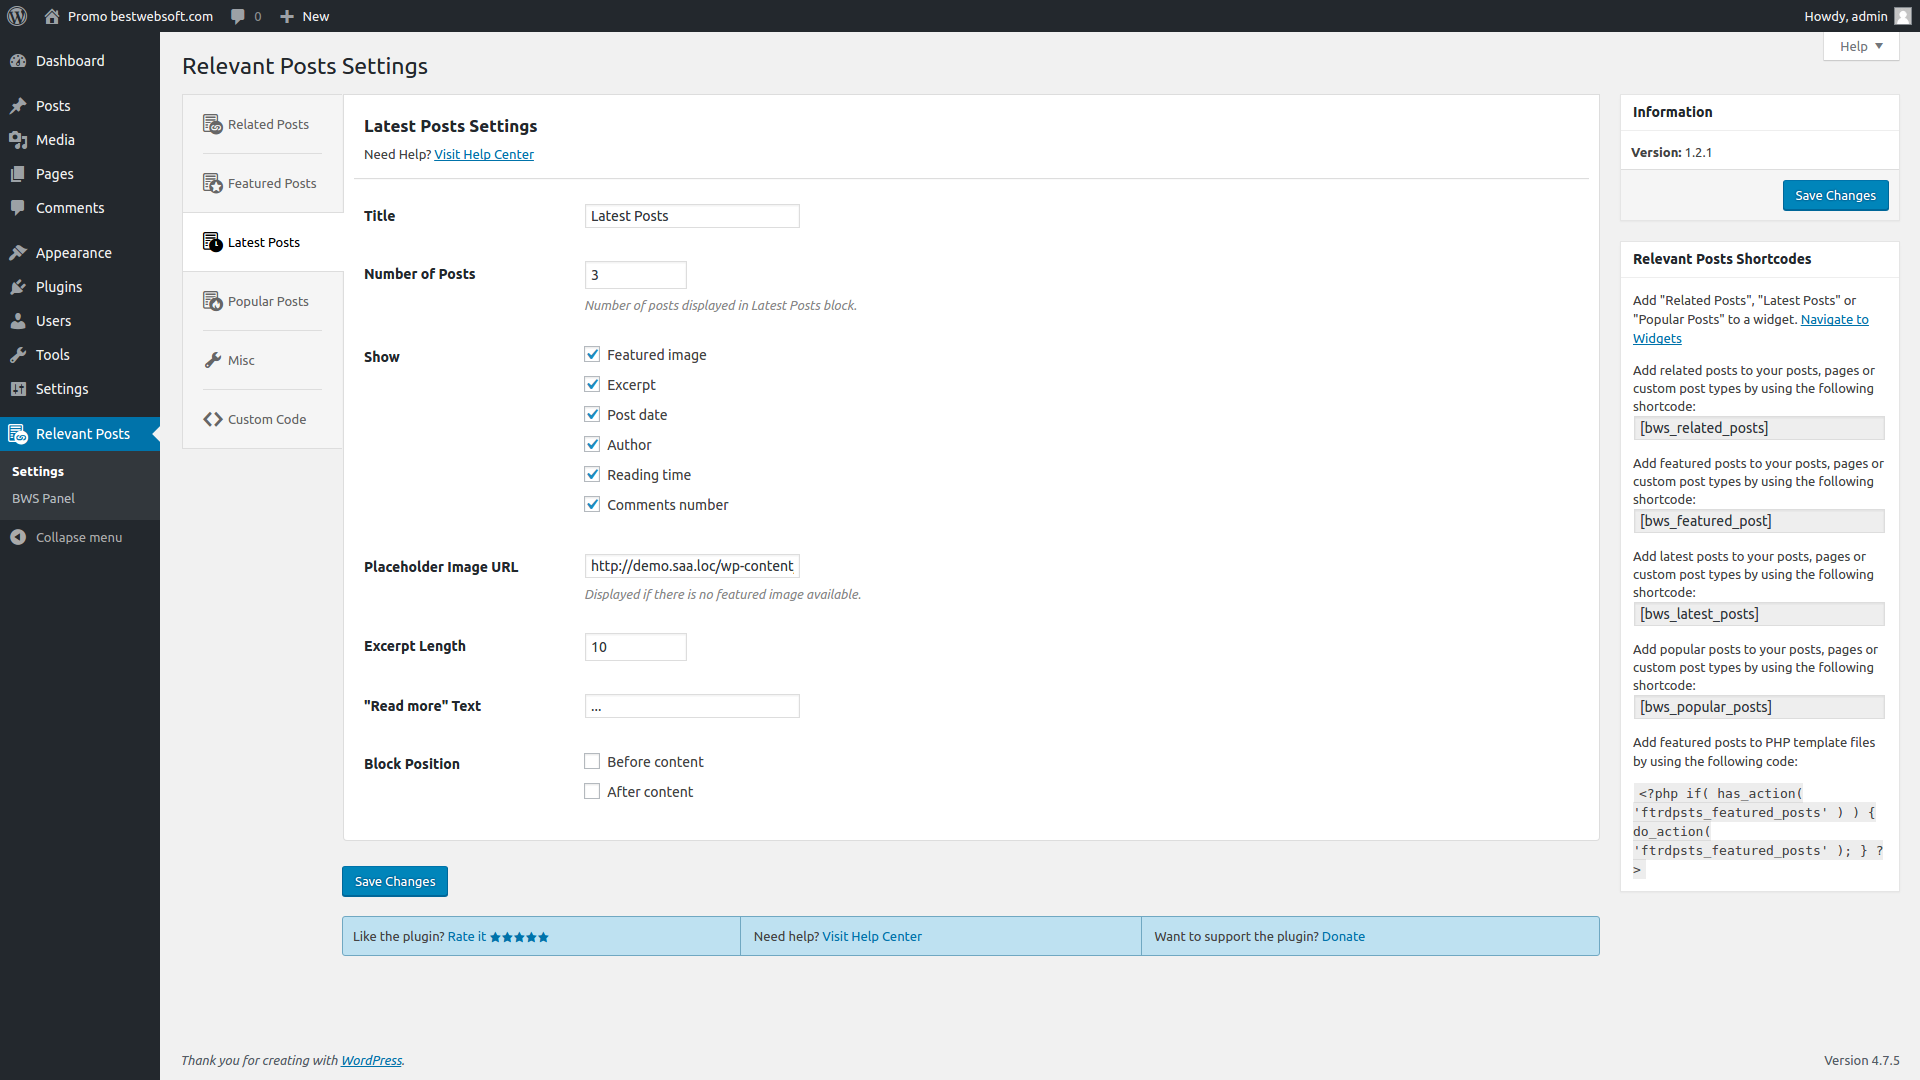 Promo bestwebsoft.com
0
New
Howdy, admin
Help
Dashboard
Posts
Media
Pages
Comments
Appearance
Plugins
Users
Tools
Settings
Relevant Posts
Settings
BWS Panel
Collapse menu
Relevant Posts Settings
Related Posts
Featured Posts
Latest Posts
Popular Posts
Misc
Custom Code
Latest Posts Settings
Need Help? Visit Help Center
Title
Latest Posts
Number of Posts
3
Number of posts displayed in Latest Posts block.
Show
Featured image
Excerpt
Post date
Author
Reading time
Comments number
Placeholder Image URL
http://demo.saa.loc/wp-content
Displayed if there is no featured image available.
Excerpt Length
10
"Read more" Text
...
Block Position
Before content
After content
Save Changes
Like the plugin? Rate it
Need help? Visit Help Center
Want to support the plugin? Donate
Information
Version: 1.2.1
Save Changes
Relevant Posts Shortcodes
Add "Related Posts", "Latest Posts" or
"Popular Posts" to a widget. Navigate to
Widgets
Add related posts to your posts, pages or
custom post types by using the following
shortcode:
[bws_related_posts]
Add featured posts to your posts, pages or
custom post types by using the following
shortcode:
[bws_featured_post]
Add latest posts to your posts, pages or
custom post types by using the following
shortcode:
[bws_latest_posts]
Add popular posts to your posts, pages or
custom post types by using the following
shortcode:
[bws_popular_posts]
Add featured posts to PHP template files
by using the following code:
<?php if( has_action(
'ftrdpsts_featured_posts' ) ) {
do_action(
'ftrdpsts_featured_posts' ); } ?
>
Thank you for creating with WordPress.
Version 4.7.5